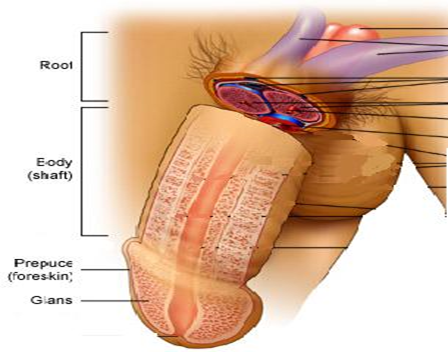 Root
Body
(shaft)
Prepuce
(foreskin)
Glans